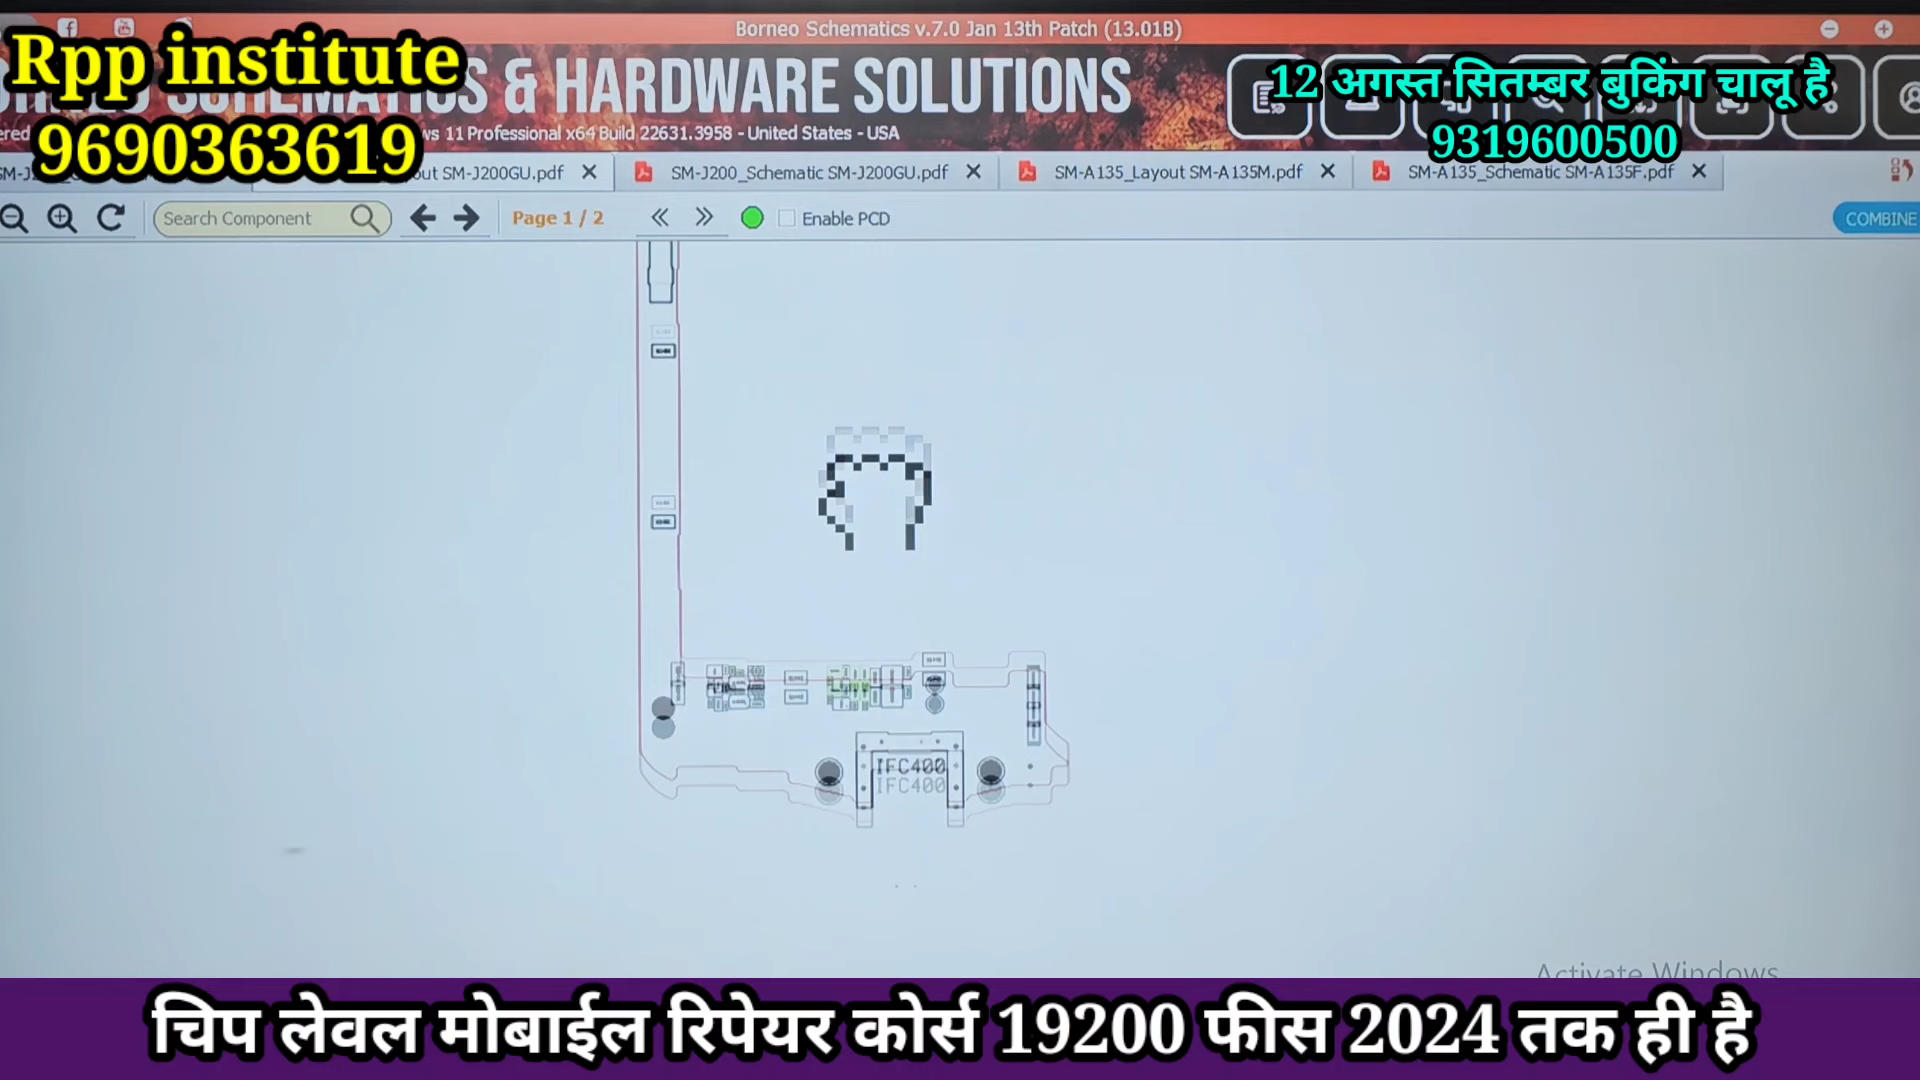 Borneo Schematics v.7.0 Jan 13th Patch (13.01B)
Rpp institute
& HARDWARE SOLUTIONS
12 अगस्त सितम्बर बुकिंग चालू है
9690363619
ws 11 Professional x64 Build 22631.3958 - United States - USA
9319600500
out SM-J200GU.pdf
SM-J200_Schematic SM-J200GU.pdf
SM-A135_Layout SM-A135M.pdf
SM-A135_Schematic SM-A135F.pdf
Search Component
Page 1 / 2
Enable PCD
COMBINE
IFC400
IFC400
Activate Windows
चिप लेवल मोबाईल रिपेयर कोर्स 19200 फीस 2024 तक ही है